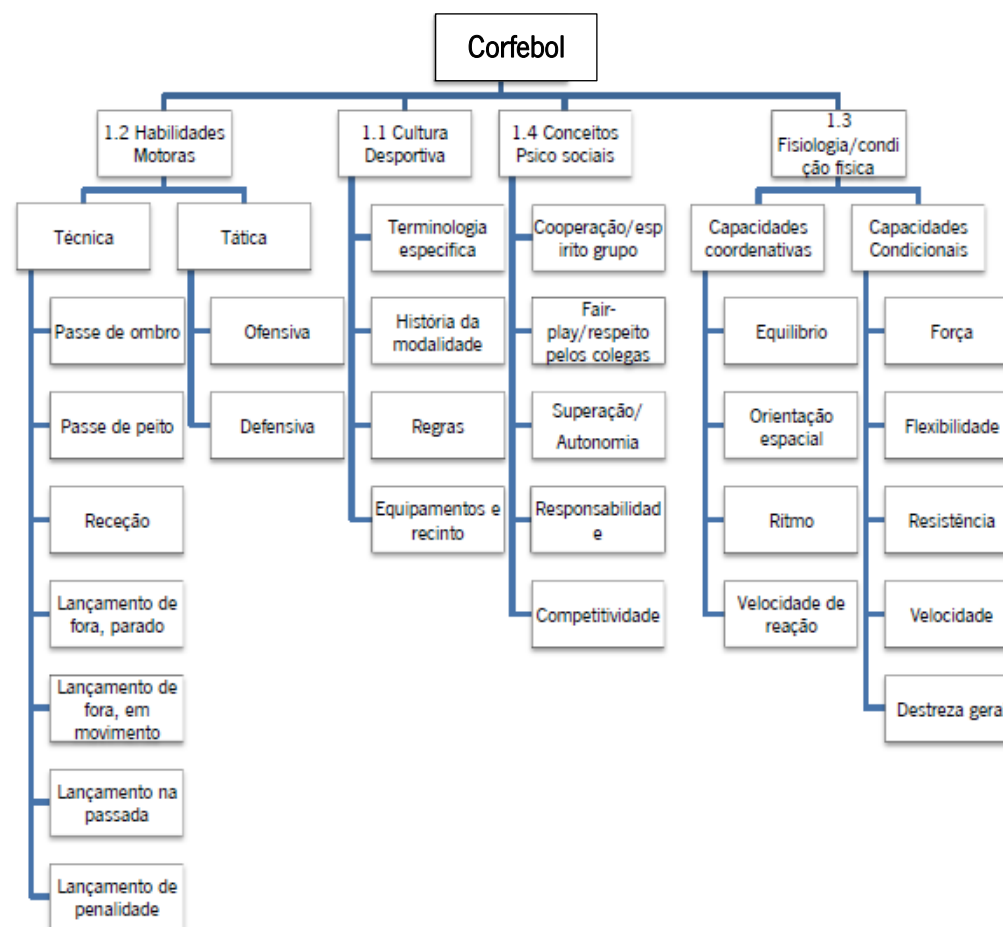 Corfebol
1.2 Habilidades
Motoras
Técnica
Passe de ombro
Passe de peito
Receção
Lançamento de
fora, parado
Lançamento de
fora, em
movimento
Lançamento na
passada
Lançamento de
penalidade
Tática
Ofensiva
Defensiva
1.1 Cultura
Desportiva
Terminologia
especifica
História da
modalidade
Regras
Equipamentos e
recinto
1.4 Conceitos
Psico sociais
Cooperação/esp
irito grupo
Fair-
play/respeito
pelos colegas
Superação/
Autonomia
Responsabilidad
e
Competitividade
1.3
Fisiologia/condi
ção física
Capacidades
coordenativas
Equilibrio
Orientação
espacial
Ritmo
Velocidade de
reação
Capacidades
Condicionais
Força
Flexibilidade
Resistência
Velocidade
Destreza gera